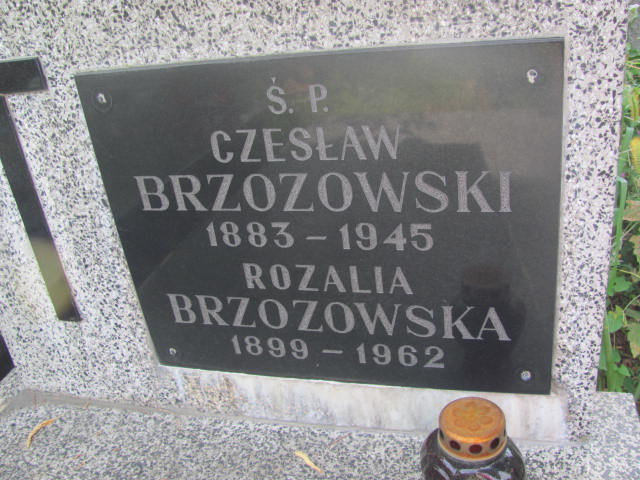 Ś. P.
CZESŁAW
BRZOZOWSKI
1883 – 1945
ROZALIA
BRZOZOWSKA
1899 – 1962